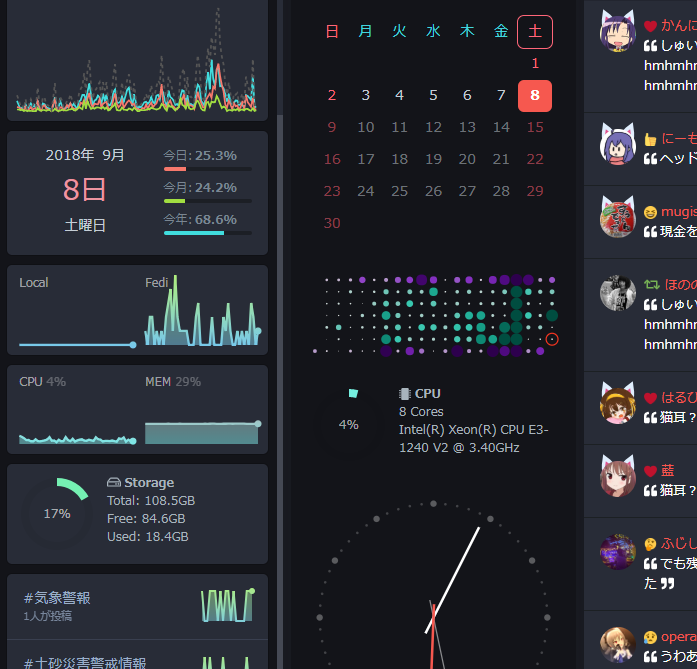 2018年 9月
8日
土曜日
今日: 25.3%
今月: 24.2%
今年: 68.6%
Local
Fedi
CPU 4%
MEM 29%
17%
Storage
Total: 108.5GB
Free: 84.6GB
Used: 18.4GB
#気象警報
1人が投稿
#土砂災害警戒情報
日 月 火 水 木 金 土
1
2 3 4 5 6 7 8
9 10 11 12 13 14 15
16 17 18 19 20 21 22
23 24 25 26 27 28 29
30
4%
CPU
8 Cores
Intel(R) Xeon(R) CPU E3-
1240 V2 @ 3.40GHz
かんに
❝ しゅい
hmhmhr
hmhmhr
にーも
❝ ヘッド
mugis
❝ 現金を
ほのの
❝ しゅい
hmhmhr
hmhmhr
はるひ
❝ 猫耳?
藍
❝ 猫耳?
ふじし
❝ でも残
た ❞
opera
❝ うわあ